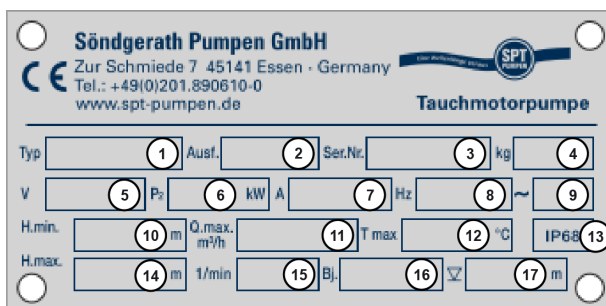 Söndgerath Pumpen GmbH
Zur Schmiede 7 45141 Essen - Germany
Tel.: +49(0)201.890610-0
www.spt-pumpen.de
SPT
PUMPEN
Tauchmotorpumpe
Typ 1 Ausf. 2 Ser.Nr. 3 kg 4
V 5 P2 6 kW A 7 Hz 8 ~ 9
H.min. 10 m Q.max. m³/h 11 T max 12 °C IP68 13
H.max. 14 m 1/min 15 Bj. 16 17 m